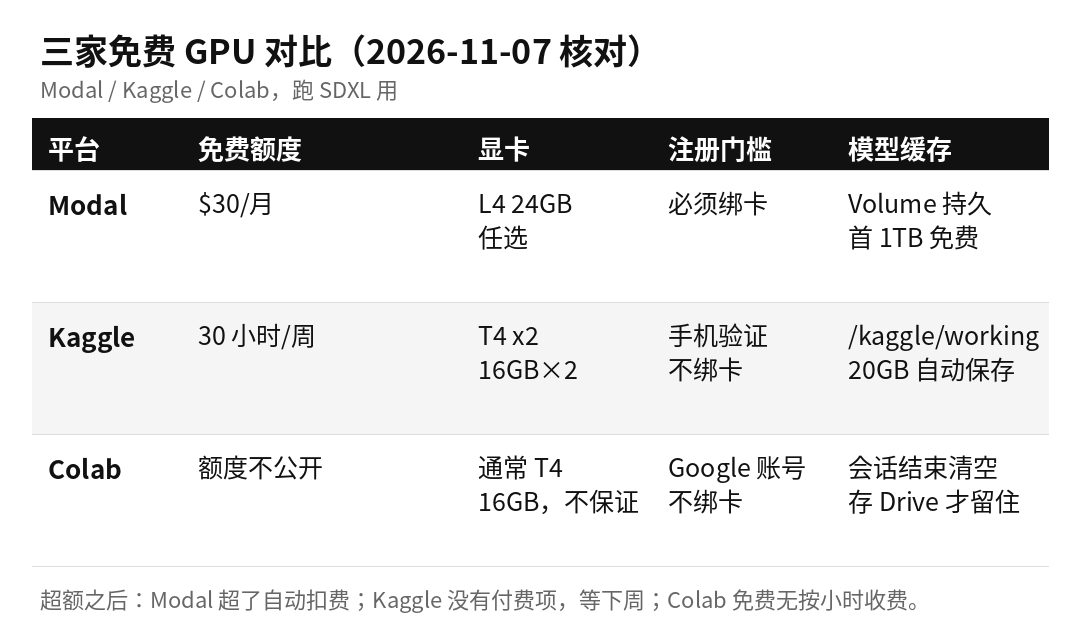 三家免费 GPU 对比（2026-11-07 核对）
Modal / Kaggle / Colab，跑 SDXL 用
平台 免费额度 显卡 注册门槛 模型缓存
Modal $30/月 L4 24GB 必须绑卡 Volume 持久
任选 首 1TB 免费
Kaggle 30 小时/周 T4 x2 手机验证 /kaggle/working
16GB×2 不绑卡 20GB 自动保存
Colab 额度不公开 通常 T4 Google 账号 会话结束清空
16GB，不保证 不绑卡 存 Drive 才留住
超额之后：Modal 超了自动扣费；Kaggle 没有付费项，等下周；Colab 免费无按小时收费。